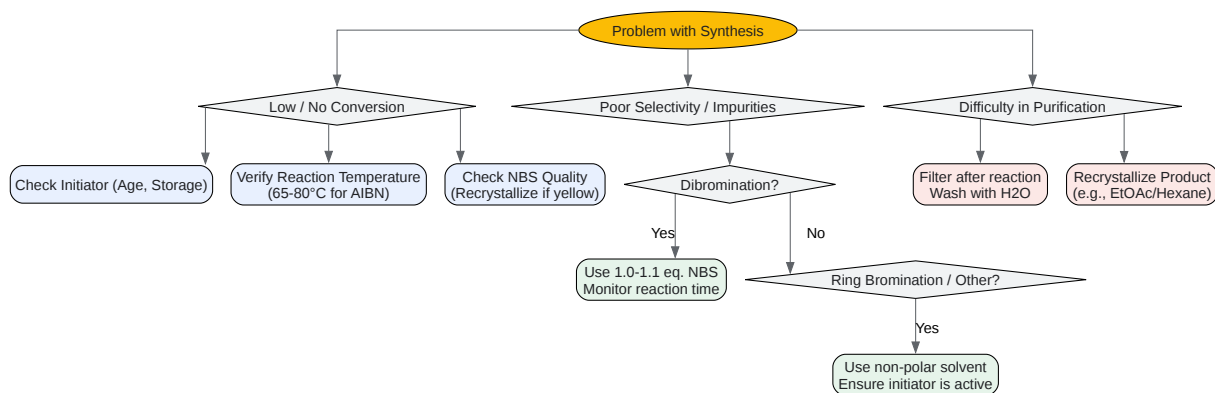 Problem with Synthesis
Low / No Conversion
Poor Selectivity / Impurities
Difficulty in Purification
Check Initiator (Age, Storage)
Verify Reaction Temperature
(65-80°C for AIBN)
Check NBS Quality
(Recrystallize if yellow)
Dibromination?
Filter after reaction
Wash with H2O
Recrystallize Product
(e.g., EtOAc/Hexane)
Yes
No
Use 1.0-1.1 eq. NBS
Monitor reaction time
Ring Bromination / Other?
Yes
Use non-polar solvent
Ensure initiator is active